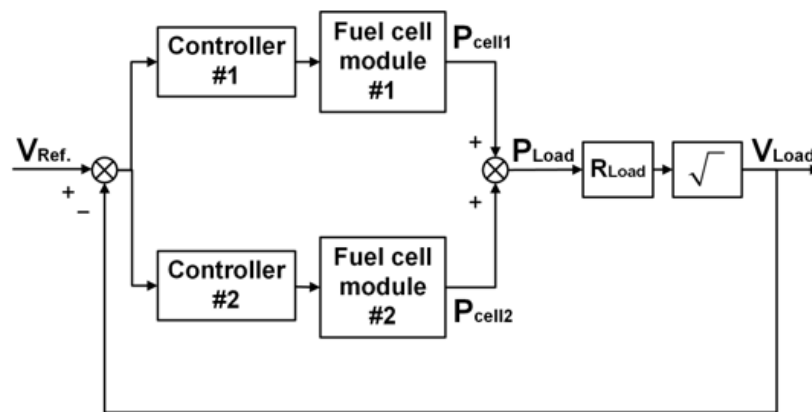 Controller
#1
Fuel cell
module
#1
Pcell1
VRef.
+
−
+
+
PLoad
RLoad
√
VLoad
Controller
#2
Fuel cell
module
#2
Pcell2